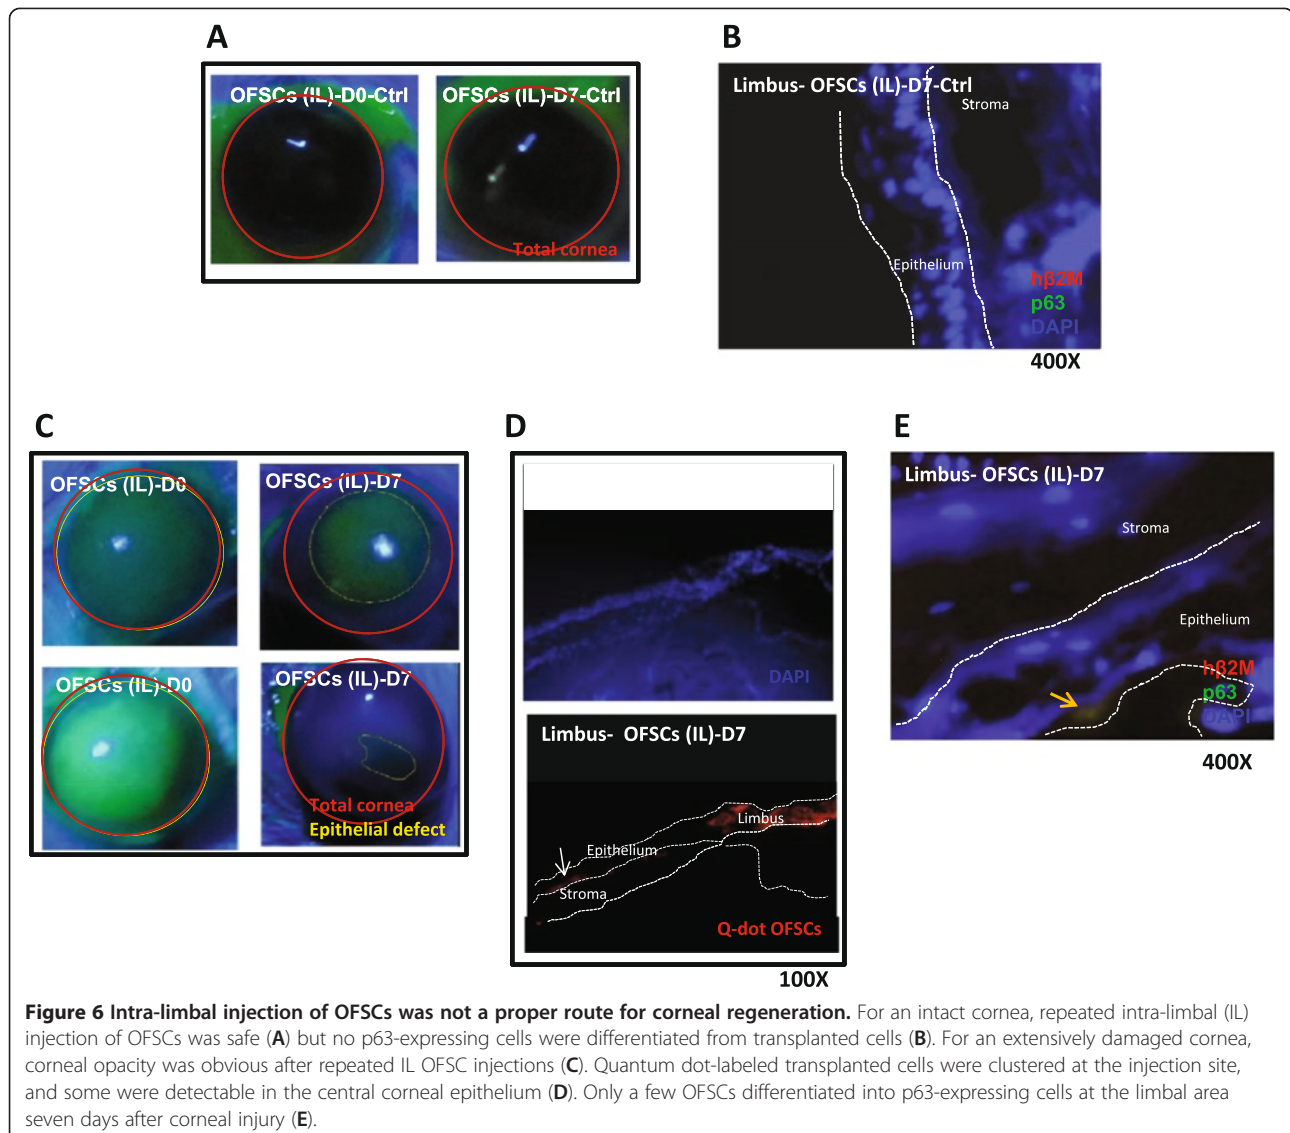 A
OFSCs (IL)-D0-Ctrl
OFSCs (IL)-D7-Ctrl
Total cornea
B
Limbus- OFSCs (IL)-D7-Ctrl
Stroma
Epithelium
hβ2M
p63
DAPI
400X
C
OFSCs (IL)-D0
OFSCs (IL)-D7
OFSCs (IL)-D0
OFSCs (IL)-D7
Total cornea
Epithelial defect
D
DAPI
Limbus- OFSCs (IL)-D7
Limbus
Epithelium
Stroma
Q-dot OFSCs
100X
E
Limbus- OFSCs (IL)-D7
Stroma
Epithelium
hβ2M
p63
DAPI
400X
Figure 6 Intra-limbal injection of OFSCs was not a proper route for corneal regeneration. For an intact cornea, repeated intra-limbal (IL)
injection of OFSCs was safe (A) but no p63-expressing cells were differentiated from transplanted cells (B). For an extensively damaged cornea,
corneal opacity was obvious after repeated IL OFSC injections (C). Quantum dot-labeled transplanted cells were clustered at the injection site,
and some were detectable in the central corneal epithelium (D). Only a few OFSCs differentiated into p63-expressing cells at the limbal area
seven days after corneal injury (E).